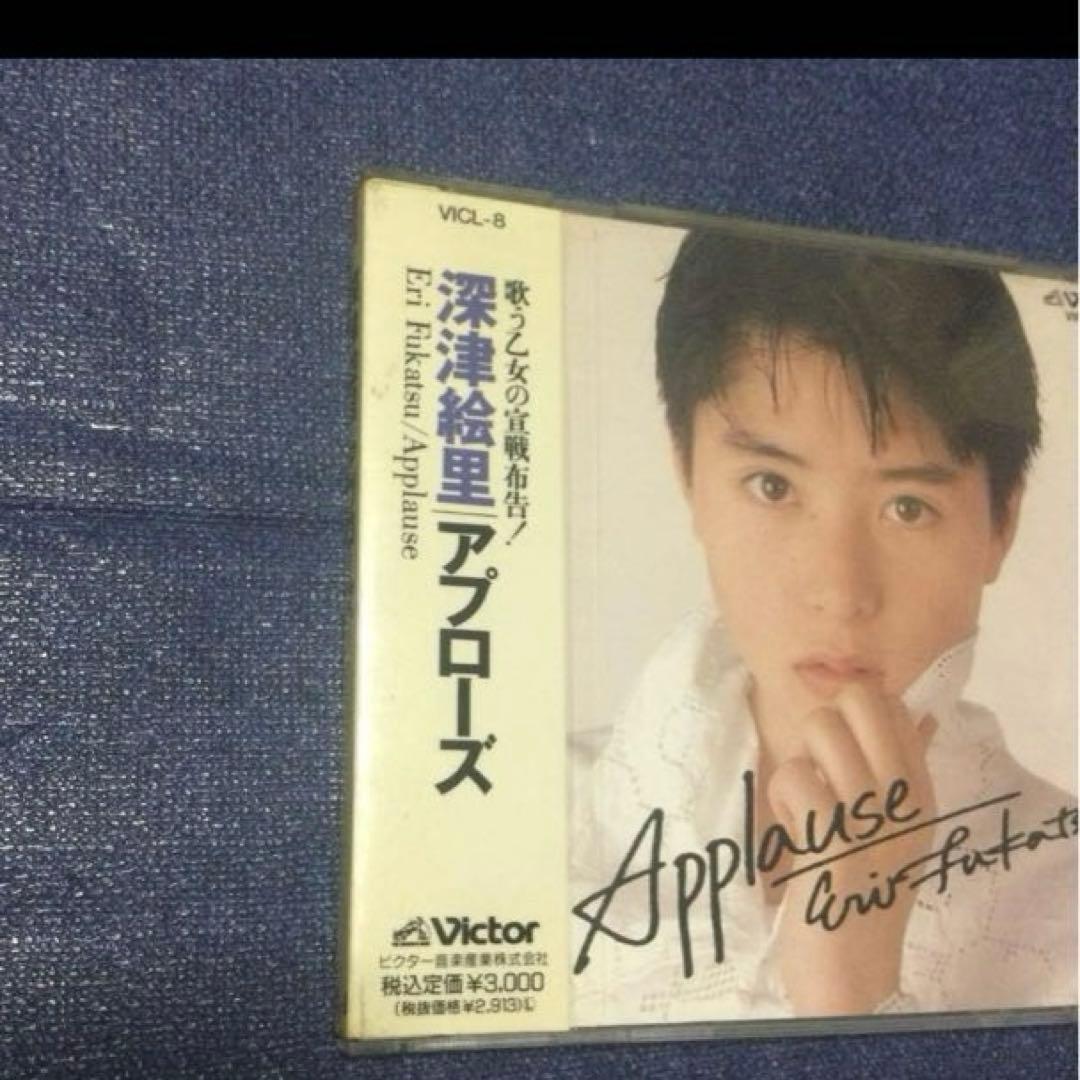 VICL-8
歌う乙女の宣戦布告!
深津絵里/アプローズ
Eri Fukatsu/Applause
Victor
ビクター音楽産業株式会社
税込定価¥3,000
(税抜価格¥2,913)Ⓛ
Applause
Eri Fukats